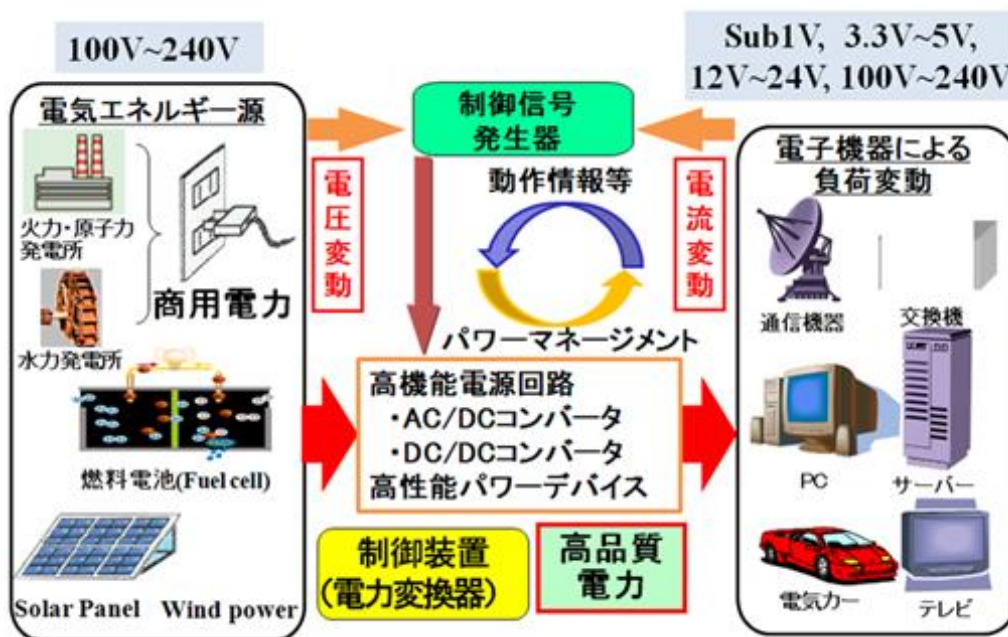 100V~240V
電気エネルギー源
火力・原子力
発電所
商用電力
水力発電所
燃料電池(Fuel cell)
Solar Panel
Wind power
制御信号
発生器
電圧変動
動作情報等
電流変動
パワーマネージメント
高機能電源回路
・AC/DCコンバータ
・DC/DCコンバータ
高性能パワーデバイス
制御装置
(電力変換器)
高品質
電力
Sub1V, 3.3V~5V,
12V~24V, 100V~240V
電子機器による
負荷変動
通信機器
交換機
PC
サーバー
電気カー
テレビ